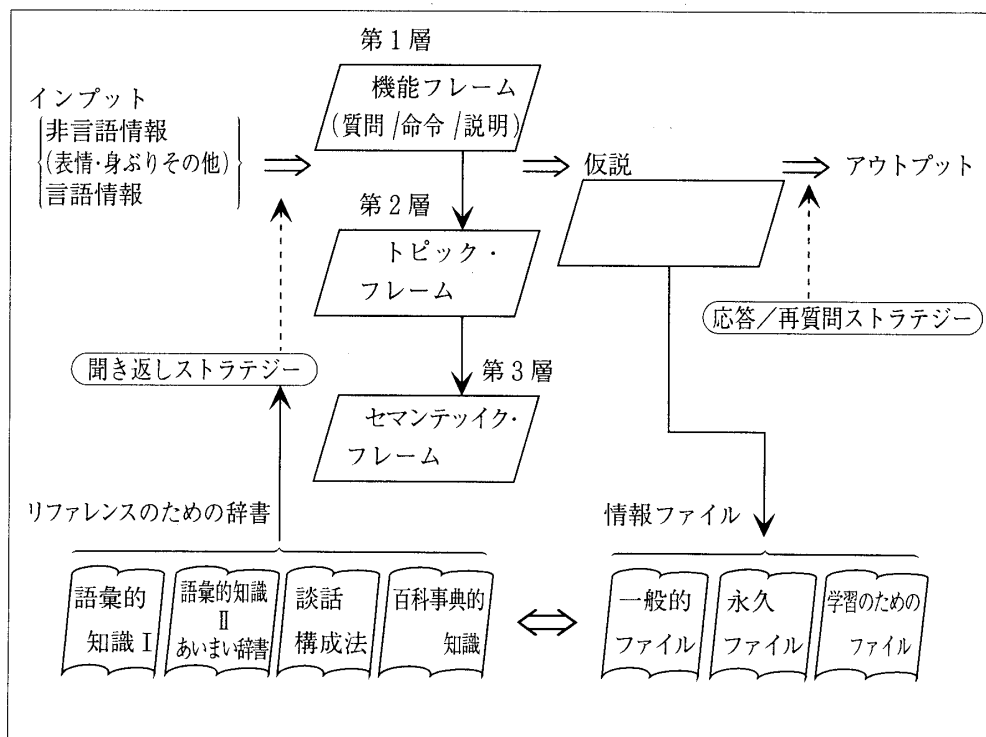 第1層
機能フレーム
(質問/命令/説明)
インプット
非言語情報
(表情・身ぶりその他)
言語情報
仮説
アウトプット
第2層
トピック・
フレーム
応答/再質問ストラテジー
聞き返しストラテジー
第3層
セマンテッイク・
フレーム
リファレンスのための辞書
情報ファイル
語彙的
知識I
語彙的知識
II
あいまい辞書
談話
構成法
百科事典的
知識
一般的
ファイル
永久
ファイル
学習のための
ファイル